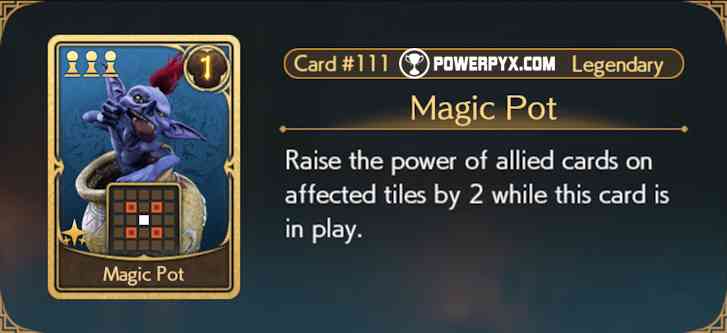 1
Card #111 POWERPYX.COM Legendary
Magic Pot
Raise the power of allied cards on
affected tiles by 2 while this card is
in play.
Magic Pot